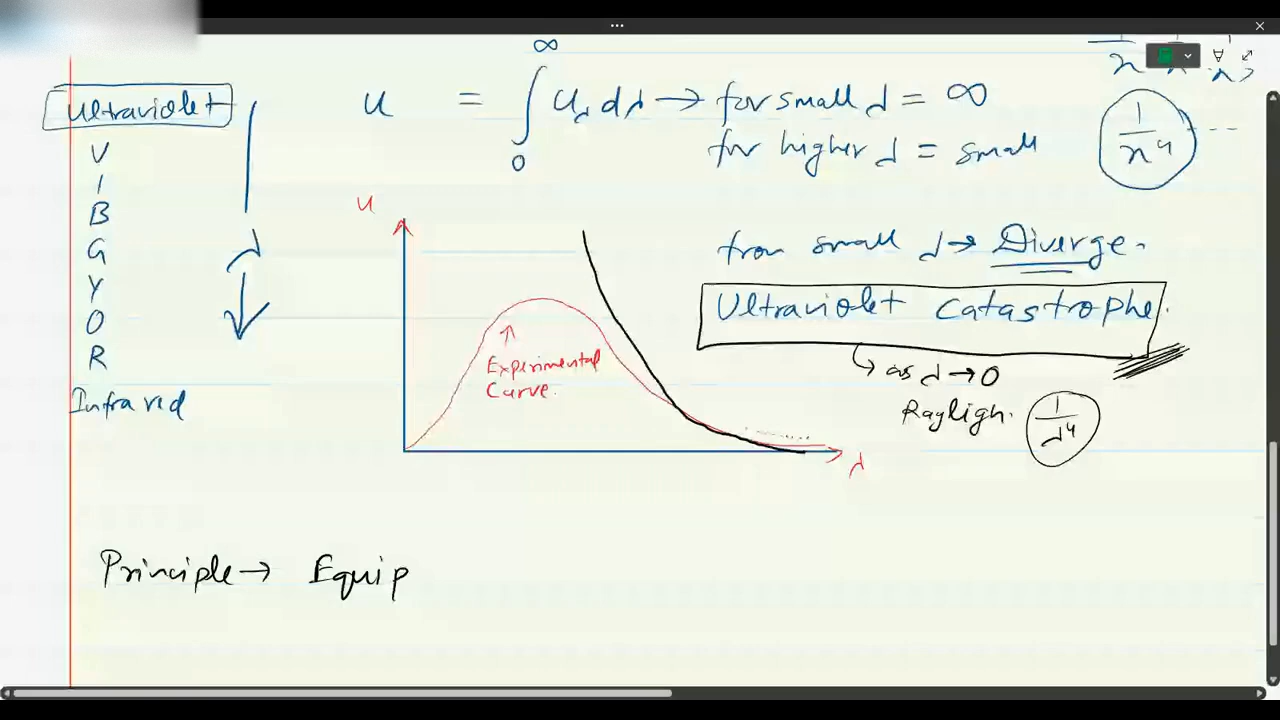 Ultraviolet
V
I
B
G
Y
O
R
Infrared
λ
∞
u = ∫ uλ dλ → for small λ = ∞
0
for higher λ = small
1/x⁴ ---
from small λ → Diverge.
Ultraviolet Catastrophe.
↳ as λ → 0
Rayligh. 1/λ⁴
u
Experimental
Curve.
λ
Principle → Equip